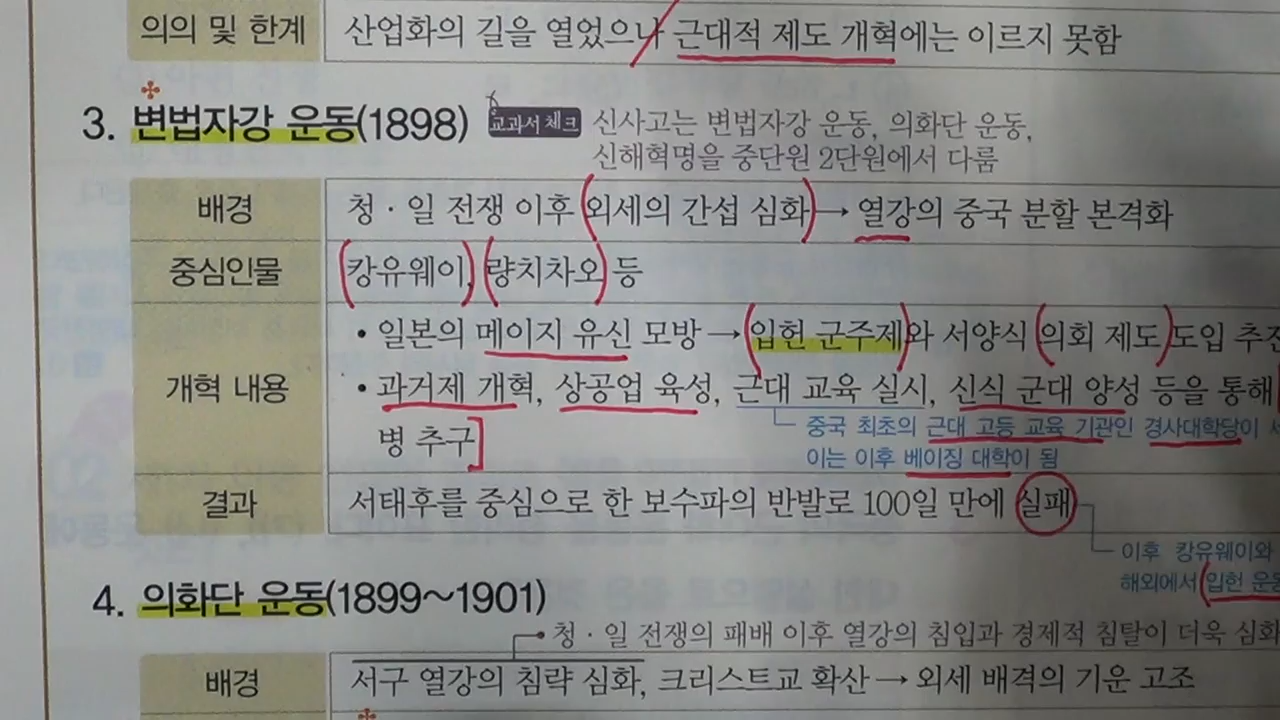 의의 및 한계 산업화의 길을 열었으나 근대적 제도 개혁에는 이르지 못함
3. 변법자강 운동(1898) 교과서 체크 신사고는 변법자강 운동, 의화단 운동,
신해혁명을 중단원 2단원에서 다룸
배경 청·일 전쟁 이후 외세의 간섭 심화 → 열강의 중국 분할 본격화
중심인물 캉유웨이, 량치차오 등
• 일본의 메이지 유신 모방 → 입헌 군주제와 서양식 의회 제도 도입 추진
개혁 내용 • 과거제 개혁, 상공업 육성, 근대 교육 실시, 신식 군대 양성 등을 통해
중국 최초의 근대 고등 교육 기관인 경사대학당이
병 추구
이는 이후 베이징 대학이 됨
결과 서태후를 중심으로 한 보수파의 반발로 100일 만에 실패
이후 캉유웨이와
해외에서 입헌 운동
4. 의화단 운동(1899~1901)
청·일 전쟁의 패배 이후 열강의 침입과 경제적 침탈이 더욱 심화
배경 서구 열강의 침략 심화, 크리스트교 확산 → 외세 배격의 기운 고조